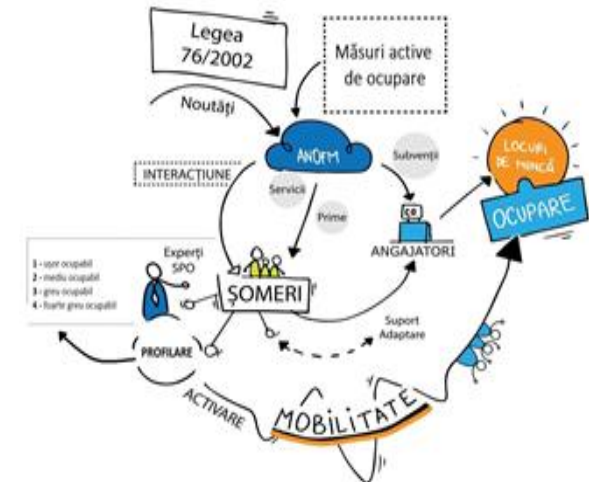 Legea
76/2002
Măsuri active
de ocupare
Noutăți
ANOFM
INTERACȚIUNE
Servicii
Prime
Subvenții
LOCURI
DE MUNCĂ
OCUPARE
ANGAJATORI
1 - ușor ocupabil
2 - mediu ocupabil
3 - greu ocupabil
4 - foarte greu ocupabil
Experți
SPO
ȘOMERI
PROFILARE
Suport
Adaptare
ACTIVARE
MOBILITATE